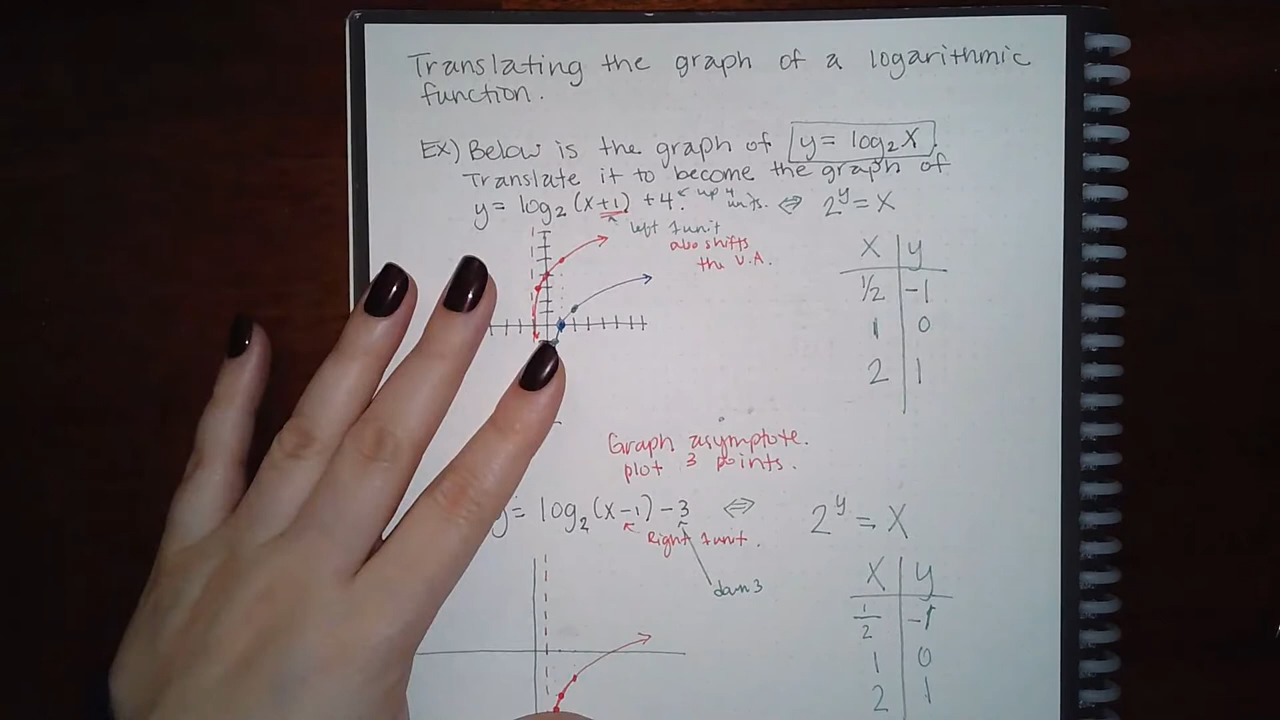 Translating the graph of a logarithmic
function.
EX) Below is the graph of y = log₂X.
Translate it to become the graph of
y = log₂ (x+1) +4. up 4 units. ⇔ 2^y = X
left 1 unit
also shifts
the V.A.
X y
1/2 -1
1 0
2 1
Graph asymptote.
plot 3 points.
y = log₂(x-1) -3 ⇔ 2^y = X
Right 1 unit.
down 3
X y
1/2 -1
1 0
2 1